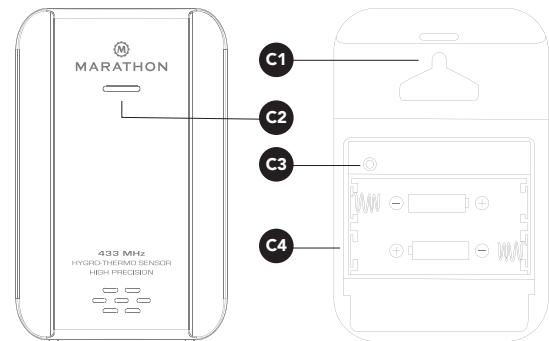 M
MARATHON
433 MHz
HYGRO-THERMO SENSOR
HIGH PRECISION
C1
C2
C3
C4
− +
+ −